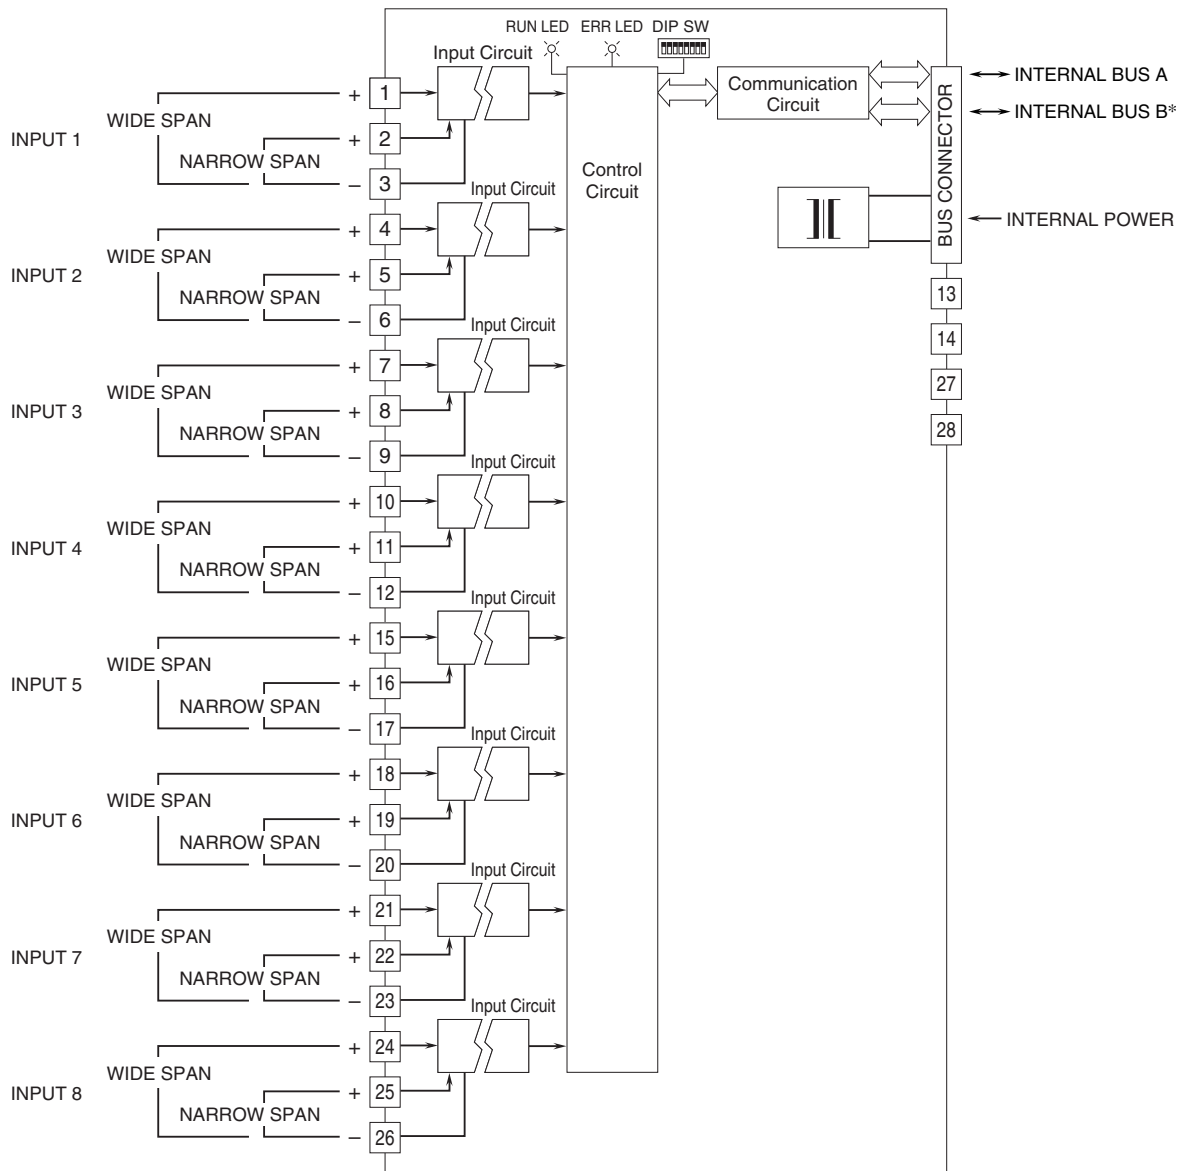 RUN LED ERR LED DIP SW
Input Circuit
+ 1
WIDE SPAN
INPUT 1
+ 2
NARROW SPAN
− 3
Input Circuit
+ 4
WIDE SPAN
INPUT 2
+ 5
NARROW SPAN
− 6
Input Circuit
+ 7
WIDE SPAN
INPUT 3
+ 8
NARROW SPAN
− 9
Input Circuit
+ 10
WIDE SPAN
INPUT 4
+ 11
NARROW SPAN
− 12
Input Circuit
+ 15
WIDE SPAN
INPUT 5
+ 16
NARROW SPAN
− 17
Input Circuit
+ 18
WIDE SPAN
INPUT 6
+ 19
NARROW SPAN
− 20
Input Circuit
+ 21
WIDE SPAN
INPUT 7
+ 22
NARROW SPAN
− 23
Input Circuit
+ 24
WIDE SPAN
INPUT 8
+ 25
NARROW SPAN
− 26
Control
Circuit
Communication
Circuit
BUS CONNECTOR
INTERNAL BUS A
INTERNAL BUS B*
INTERNAL POWER
13
14
27
28